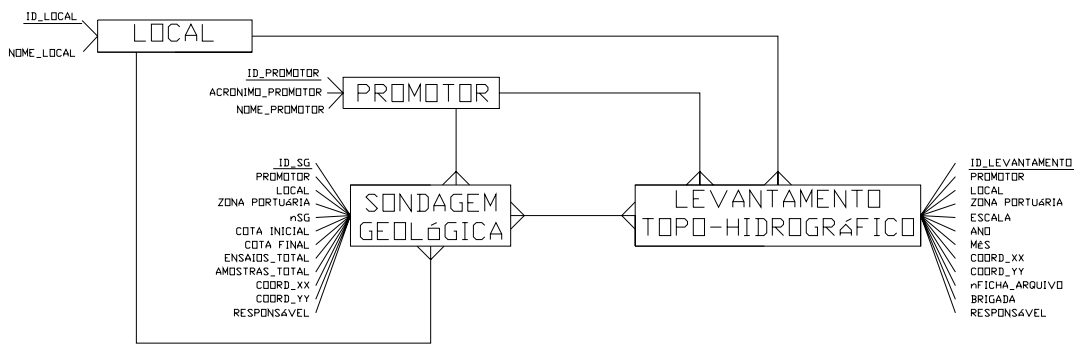 ID_LOCAL
NOME_LOCAL
LOCAL
ID_PROMOTOR
ACRONIMO_PROMOTOR
NOME_PROMOTOR
PROMOTOR
ID_SG
PROMOTOR
LOCAL
ZONA PORTUáRIA
nSG
COTA INICIAL
COTA FINAL
ENSAIOS_TOTAL
AMOSTRAS_TOTAL
COORD_XX
COORD_YY
RESPONSáVEL
SONDAGEM
GEOLóGICA
LEVANTAMENTO
TOPO-HIDROGRáFICO
ID_LEVANTAMENTO
PROMOTOR
LOCAL
ZONA PORTUáRIA
ESCALA
ANO
MêS
COORD_XX
COORD_YY
nFICHA_ARQUIVO
BRIGADA
RESPONSáVEL